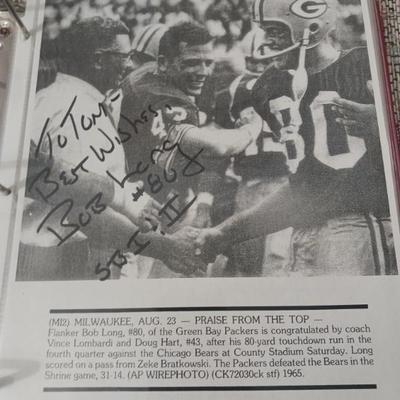 To Tom-
Best Wishes,
Bob Long
#80
SB I, II
G
43
80
(MI2) MILWAUKEE, AUG. 23 — PRAISE FROM THE TOP —
Flanker Bob Long, #80, of the Green Bay Packers is congratulated by coach
Vince Lombardi and Doug Hart, #43, after his 80-yard touchdown run in the
fourth quarter against the Chicago Bears at County Stadium Saturday. Long
scored on a pass from Zeke Bratkowski. The Packers defeated the Bears in the
Shrine game, 31-14. (AP WIREPHOTO) (CK72030ck stf) 1965.